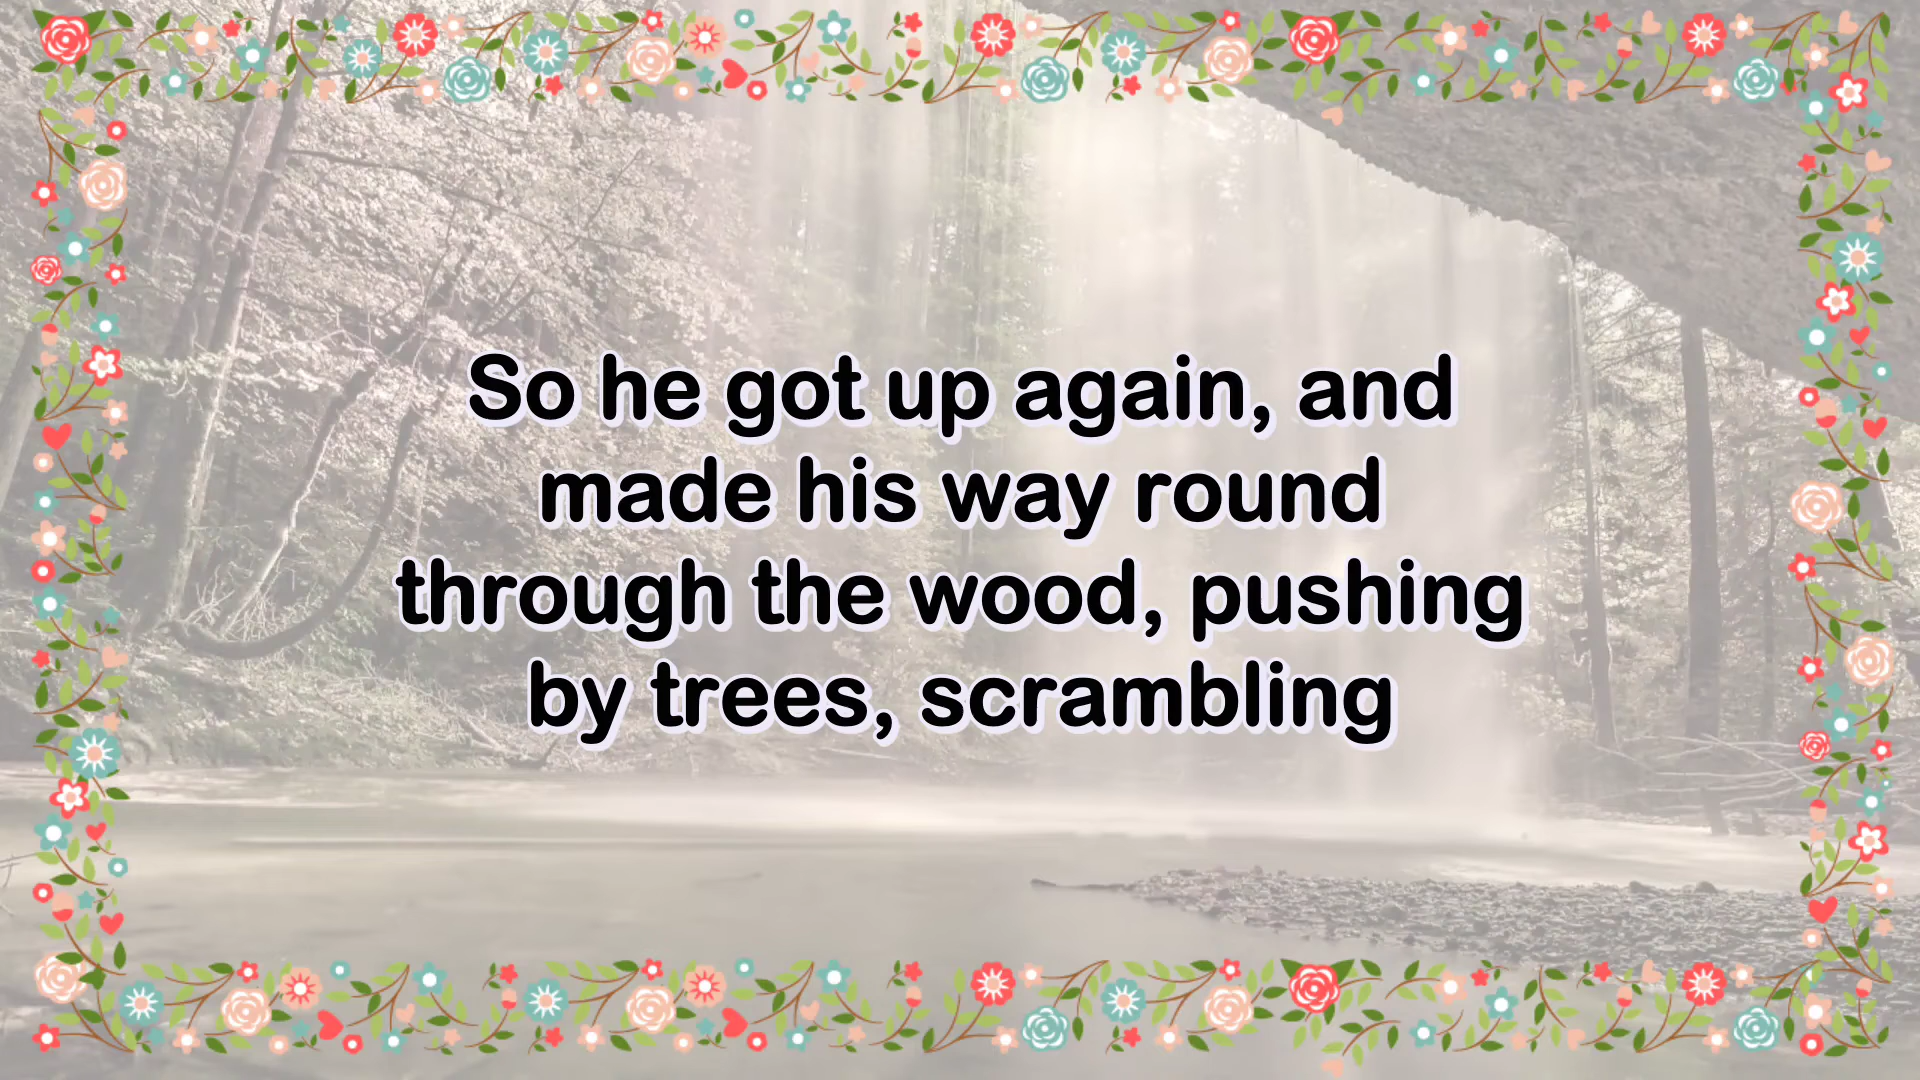 So he got up again, and
made his way round
through the wood, pushing
by trees, scrambling